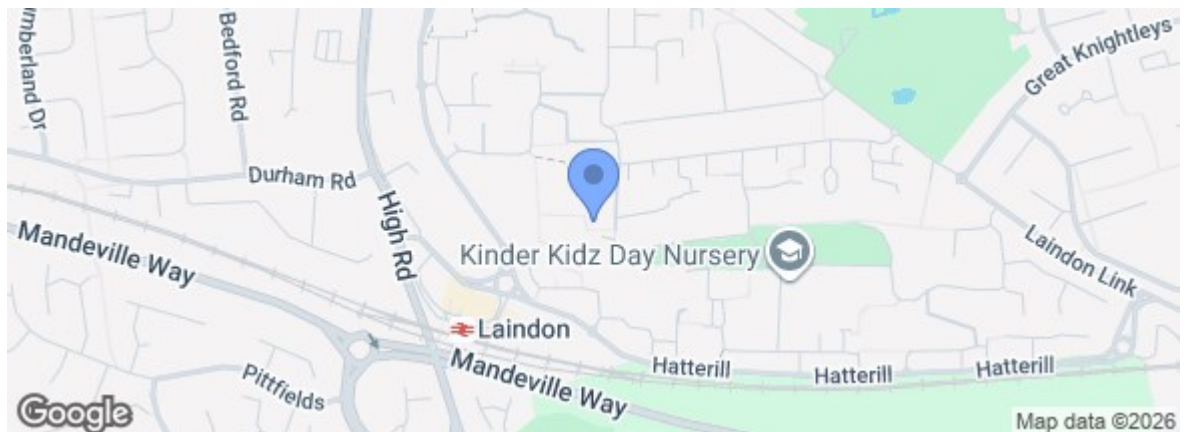 umberland Dr
Bedford Rd
Great Knightleys
Durham Rd
High Rd
Mandeville Way
Kinder Kidz Day Nursery
Laindon Link
Laindon
Hatterill
Hatterill
Hatterill
Mandeville Way
Pittfields
Google
Map data ©2026